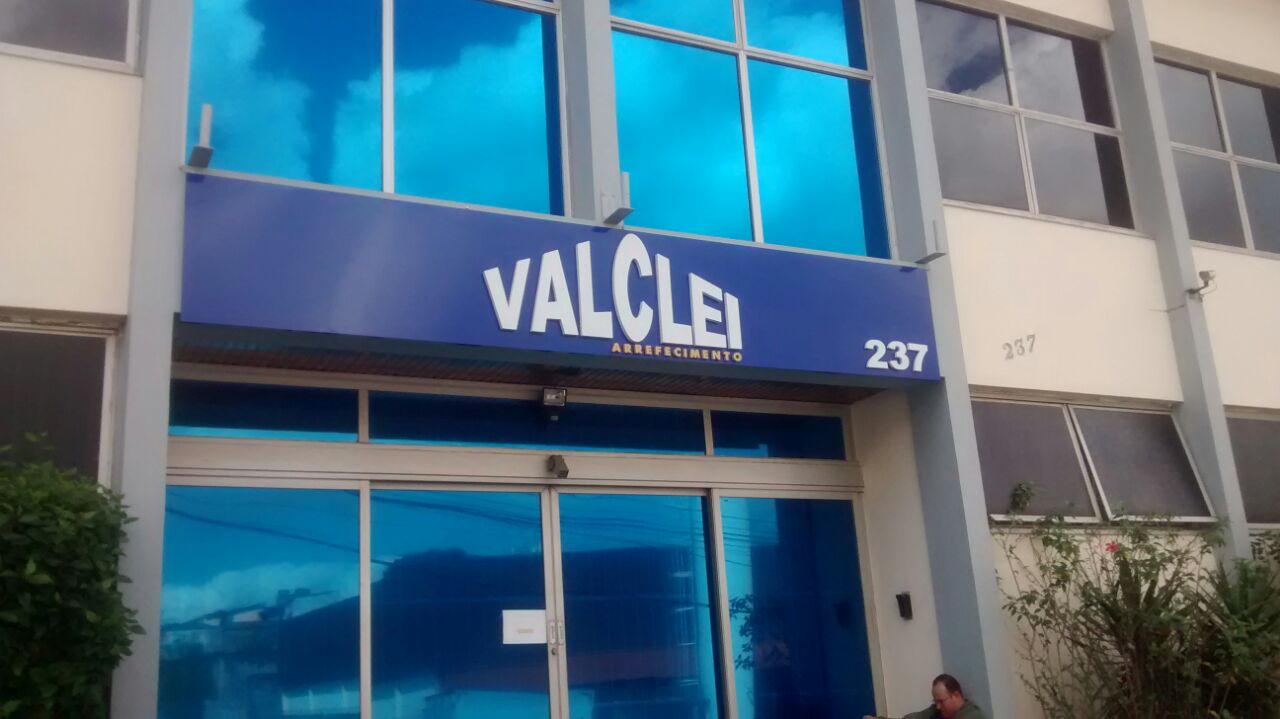 VALCLEI
ARREFECIMENTO
237
237